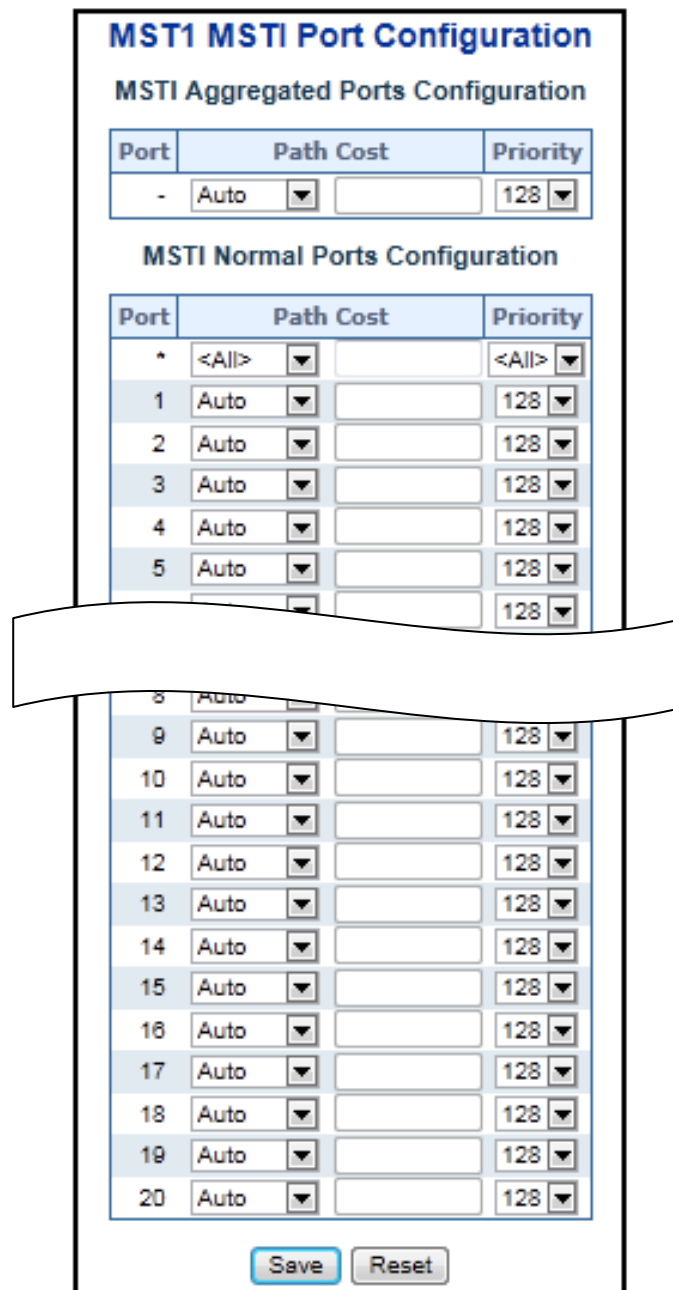 MST1 MSTI Port Configuration
MSTI Aggregated Ports Configuration
Port Path Cost Priority
- Auto 128
MSTI Normal Ports Configuration
Port Path Cost Priority
* <All> <All>
1 Auto 128
2 Auto 128
3 Auto 128
4 Auto 128
5 Auto 128
128
8 Auto
9 Auto 128
10 Auto 128
11 Auto 128
12 Auto 128
13 Auto 128
14 Auto 128
15 Auto 128
16 Auto 128
17 Auto 128
18 Auto 128
19 Auto 128
20 Auto 128
Save Reset